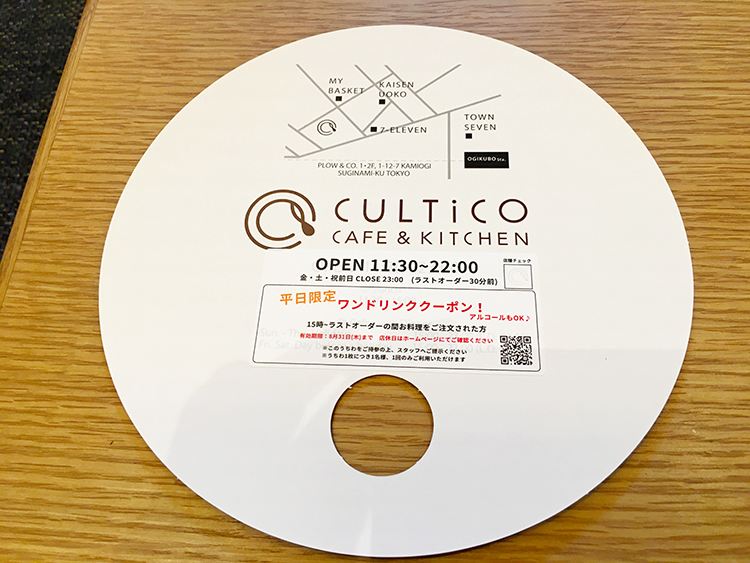 MY
BASKET
KAISEN
UOKO
7-ELEVEN
TOWN
SEVEN
OGIKUBO Sta.
PLOW & CO. 1・2F, 1-12-7 KAMIOGI
SUGINAMI-KU TOKYO
CULTiCO
CAFE & KITCHEN
OPEN 11:30~22:00
店種チェック
金・土・祝前日 CLOSE 23:00 (ラストオーダー30分前)
平日限定 ワンドリンククーポン！
アルコールもOK♪
15時~ラストオーダーの間お料理をご注文された方
有効期限：8月31日(木)まで 店休日はホームページにてご確認ください
※このうちわをご持参の上、スタッフへご提示ください
※うちわ1枚につき1名様、1回のみご利用いただけます